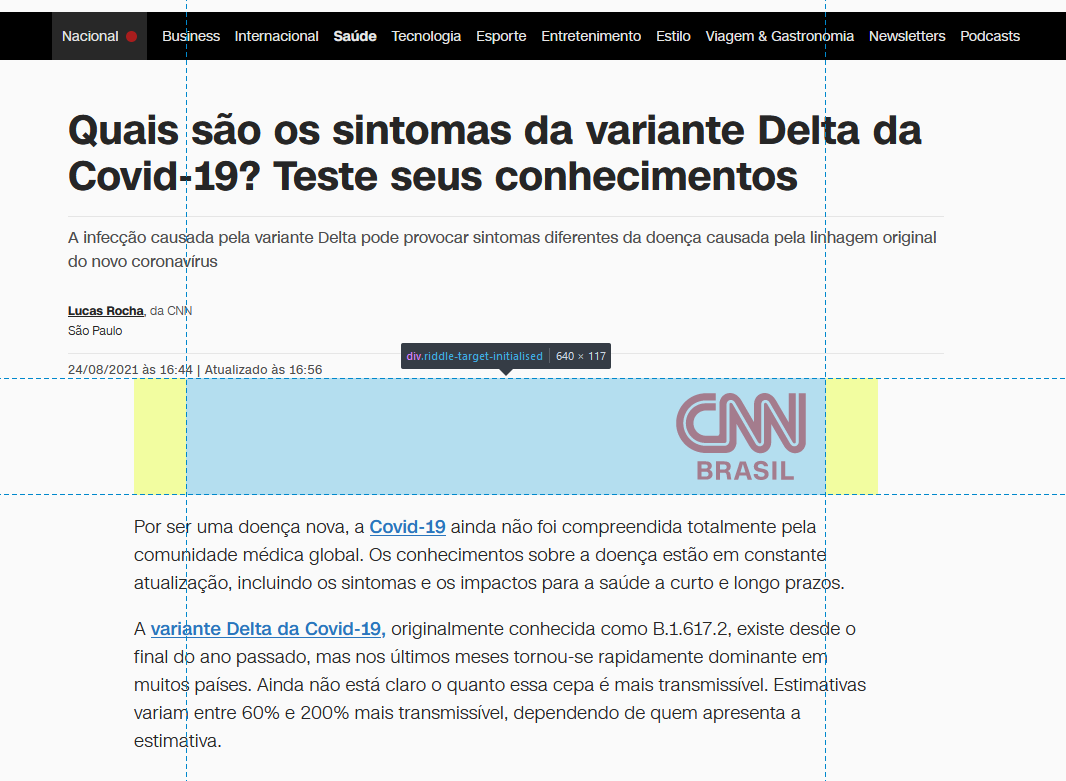 Nacional Business Internacional Saúde Tecnologia Esporte Entretenimento Estilo Viagem & Gastronomia Newsletters Podcasts
Quais são os sintomas da variante Delta da
Covid-19? Teste seus conhecimentos
A infecção causada pela variante Delta pode provocar sintomas diferentes da doença causada pela linhagem original
do novo coronavírus
Lucas Rocha, da CNN
São Paulo
div.riddle-target-initialised 640 × 117
24/08/2021 às 16:44 | Atualizado às 16:56
CNN
BRASIL
Por ser uma doença nova, a Covid-19 ainda não foi compreendida totalmente pela
comunidade médica global. Os conhecimentos sobre a doença estão em constante
atualização, incluindo os sintomas e os impactos para a saúde a curto e longo prazos.
A variante Delta da Covid-19, originalmente conhecida como B.1.617.2, existe desde o
final do ano passado, mas nos últimos meses tornou-se rapidamente dominante em
muitos países. Ainda não está claro o quanto essa cepa é mais transmissível. Estimativas
variam entre 60% e 200% mais transmissível, dependendo de quem apresenta a
estimativa.